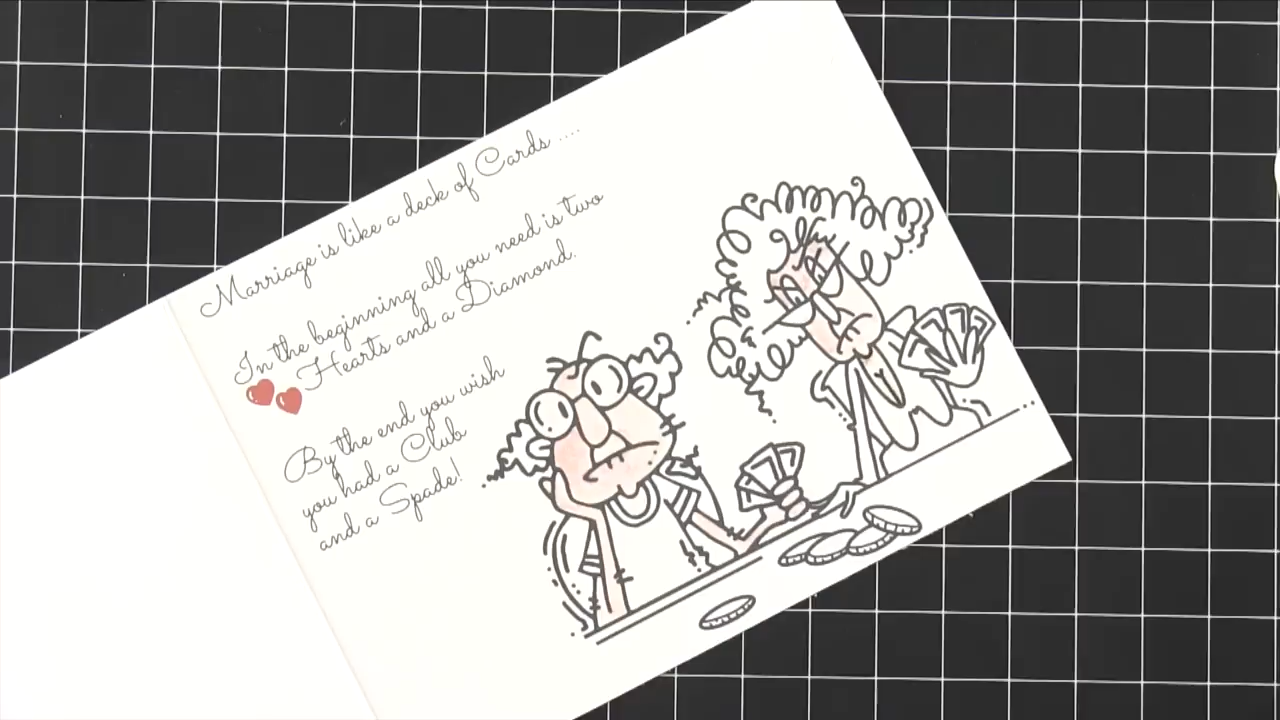 Marriage is like a deck of Cards .....
In the beginning all you need is two
Hearts and a Diamond.
By the end you wish
you had a Club
and a Spade!